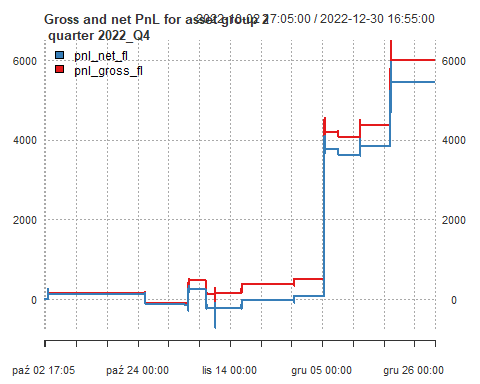 Gross and net PnL for asset group 2
2022-10-02 17:05:00 / 2022-12-30 16:55:00
quarter 2022_Q4
pnl_net_fl
pnl_gross_fl
6000 6000
4000 4000
2000 2000
0 0
paź 02 17:05 paź 24 00:00 lis 14 00:00 gru 05 00:00 gru 26 00:00